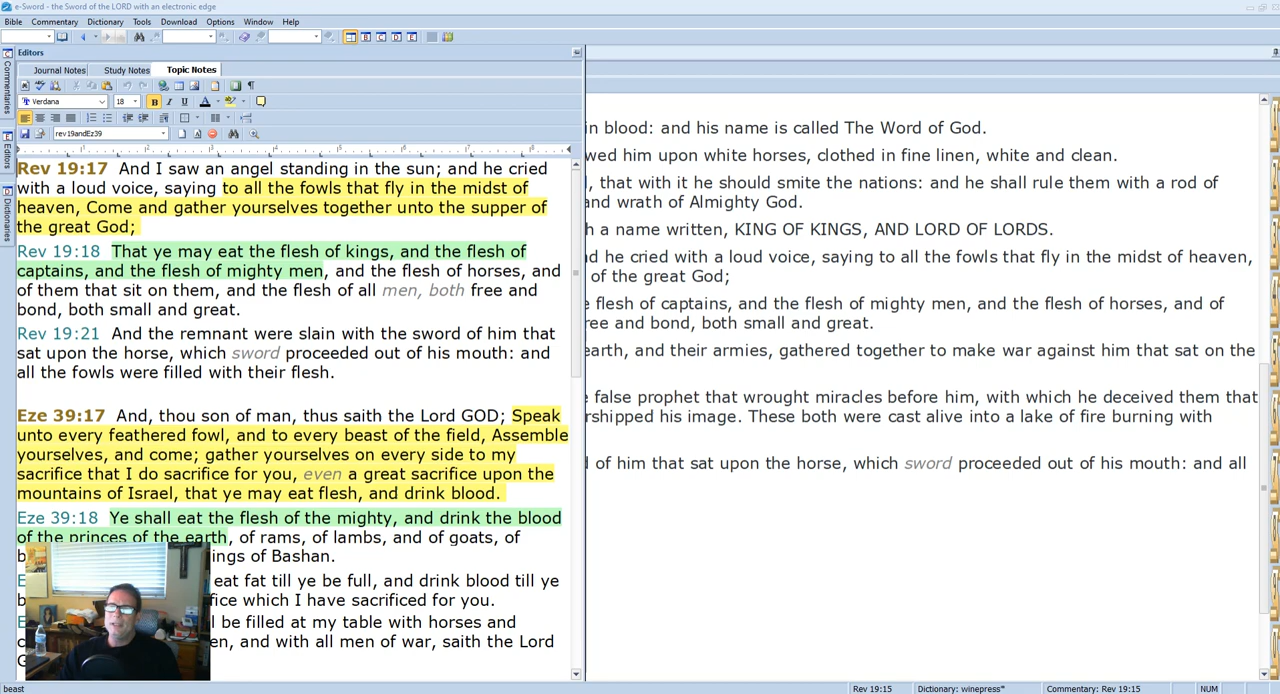 e-Sword - the Sword of the LORD with an electronic edge
Bible Commentary Dictionary Tools Download Options Window Help
Editors
Journal Notes Study Notes Topic Notes
Verdana 18 B I U A
rev19andEz39
Commentaries
Editors
Dictionaries
Rev 19:17 And I saw an angel standing in the sun; and he cried
with a loud voice, saying to all the fowls that fly in the midst of
heaven, Come and gather yourselves together unto the supper of
the great God;
Rev 19:18 That ye may eat the flesh of kings, and the flesh of
captains, and the flesh of mighty men, and the flesh of horses, and
of them that sit on them, and the flesh of all men, both free and
bond, both small and great.
Rev 19:21 And the remnant were slain with the sword of him that
sat upon the horse, which sword proceeded out of his mouth: and
all the fowls were filled with their flesh.
Eze 39:17 And, thou son of man, thus saith the Lord GOD; Speak
unto every feathered fowl, and to every beast of the field, Assemble
yourselves, and come; gather yourselves on every side to my
sacrifice that I do sacrifice for you, even a great sacrifice upon the
mountains of Israel, that ye may eat flesh, and drink blood.
Eze 39:18 Ye shall eat the flesh of the mighty, and drink the blood
of the princes of the earth, of rams, of lambs, and of goats, of
ings of Bashan.
eat fat till ye be full, and drink blood till ye
fice which I have sacrificed for you.
l be filled at my table with horses and
en, and with all men of war, saith the Lord
in blood: and his name is called The Word of God.
wed him upon white horses, clothed in fine linen, white and clean.
, that with it he should smite the nations: and he shall rule them with a rod of
and wrath of Almighty God.
h a name written, KING OF KINGS, AND LORD OF LORDS.
nd he cried with a loud voice, saying to all the fowls that fly in the midst of heaven,
of the great God;
e flesh of captains, and the flesh of mighty men, and the flesh of horses, and of
ree and bond, both small and great.
earth, and their armies, gathered together to make war against him that sat on the
e false prophet that wrought miracles before him, with which he deceived them that
rshipped his image. These both were cast alive into a lake of fire burning with
d of him that sat upon the horse, which sword proceeded out of his mouth: and all
beast
Rev 19:15 Dictionary: winepress* Commentary: Rev 19:15 NUM